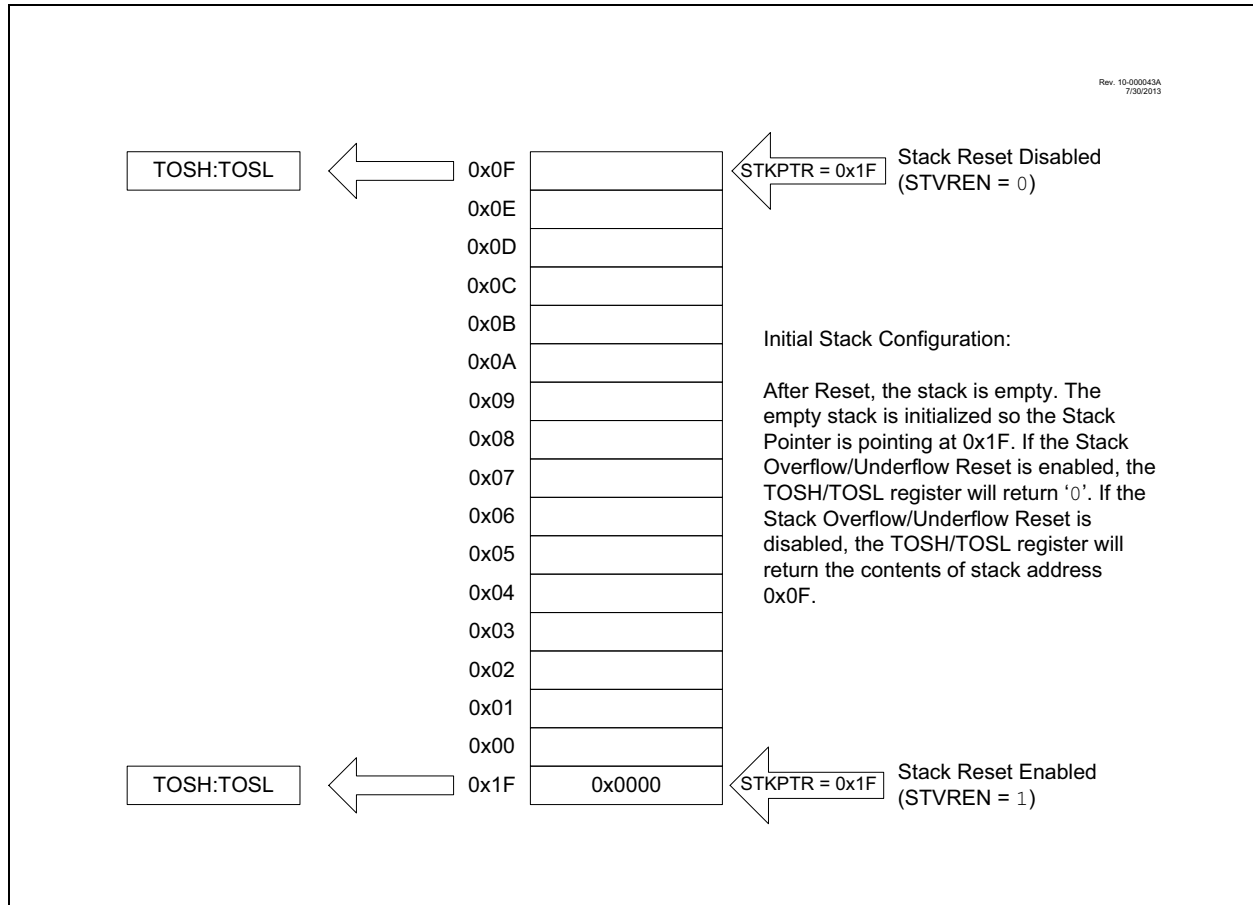 Rev. 10-000043A
7/30/2013
TOSH:TOSL
0x0F
STKPTR = 0x1F
Stack Reset Disabled
(STVREN = 0)
0x0E
0x0D
0x0C
0x0B
0x0A
0x09
0x08
0x07
0x06
0x05
0x04
0x03
0x02
0x01
0x00
Initial Stack Configuration:
After Reset, the stack is empty. The
empty stack is initialized so the Stack
Pointer is pointing at 0x1F. If the Stack
Overflow/Underflow Reset is enabled, the
TOSH/TOSL register will return ‘0’. If the
Stack Overflow/Underflow Reset is
disabled, the TOSH/TOSL register will
return the contents of stack address
0x0F.
TOSH:TOSL
0x1F
0x0000
STKPTR = 0x1F
Stack Reset Enabled
(STVREN = 1)